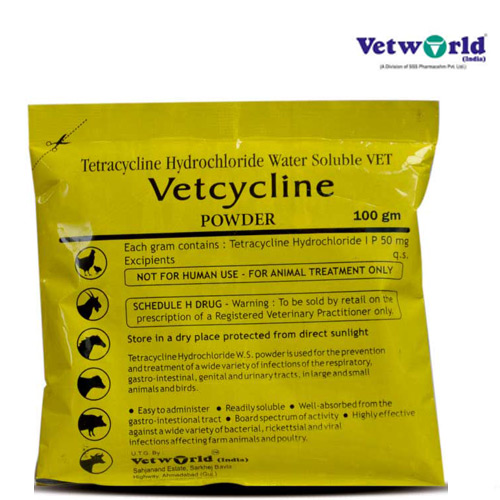 Vetworld
(India)
(A Division of SSS Pharmachem Pvt. Ltd.)
Tetracycline Hydrochloride Water Soluble VET
Vetcycline
POWDER
100 gm
Each gram contains : Tetracycline Hydrochloride I P 50 mg
Excipients q.s.
NOT FOR HUMAN USE - FOR ANIMAL TREATMENT ONLY
SCHEDULE H DRUG - Warning : To be sold by retail on the
prescription of a Registered Veterinary Practitioner only.
Store in a dry place protected from direct sunlight
Tetracycline Hydrochloride W.S. powder is used for the prevention
and treatment of a wide variety of infections of the respiratory,
gastro-intestinal, genital and urinary tracts, in large and small
animals and birds.
• Easy to administer • Readily soluble • Well-absorbed from the
gastro-intestinal tract • Board spectrum of activity • Highly effective
against a wide variety of bacterial, rickettsial and viral
infections affecting farm animals and poultry.
U.T.G. By :
Vetworld (India)
Sahjanand Estate, Sarkhej Bavla
Highway, Ahmedabad (Guj.)